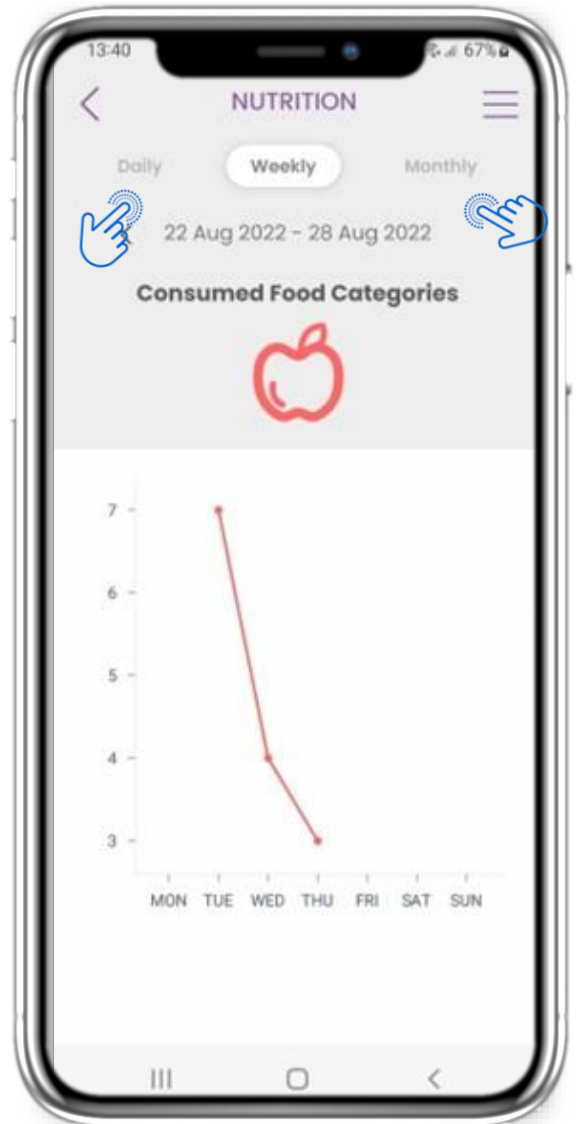 13:40 67%
NUTRITION
Daily Weekly Monthly
22 Aug 2022 - 28 Aug 2022
Consumed Food Categories
7
6
5
4
3
MON TUE WED THU FRI SAT SUN